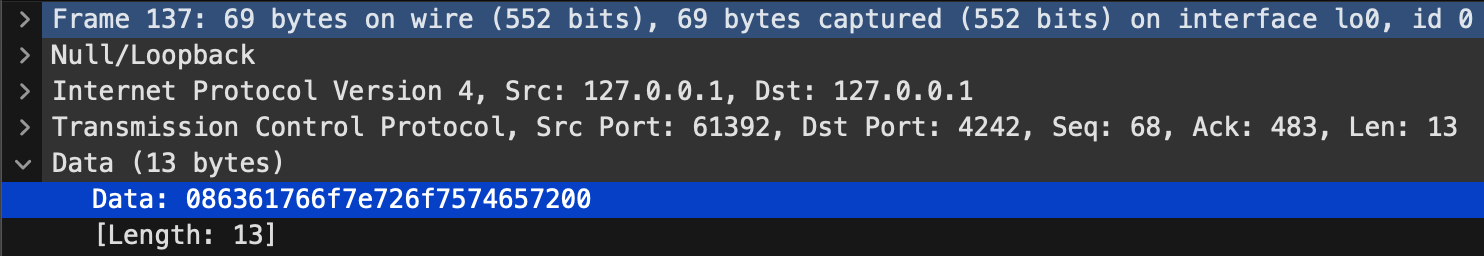 Frame 137: 69 bytes on wire (552 bits), 69 bytes captured (552 bits) on interface lo0, id 0
Null/Loopback
Internet Protocol Version 4, Src: 127.0.0.1, Dst: 127.0.0.1
Transmission Control Protocol, Src Port: 61392, Dst Port: 4242, Seq: 68, Ack: 483, Len: 13
Data (13 bytes)
Data: 086361766f7e726f7574657200
[Length: 13]